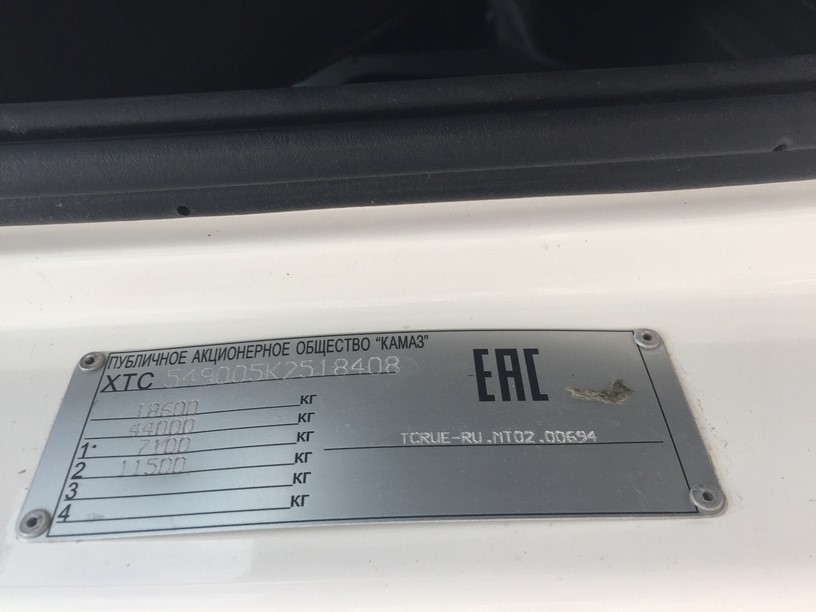 ПУБЛИЧНОЕ АКЦИОНЕРНОЕ ОБЩЕСТВО "КАМАЗ"
XTC 549005K2518408
EAC
18600 КГ
44000 КГ
1· 7100 КГ
2 11500 КГ
3 КГ
4 КГ
TCRUE-RU.MT02.00694